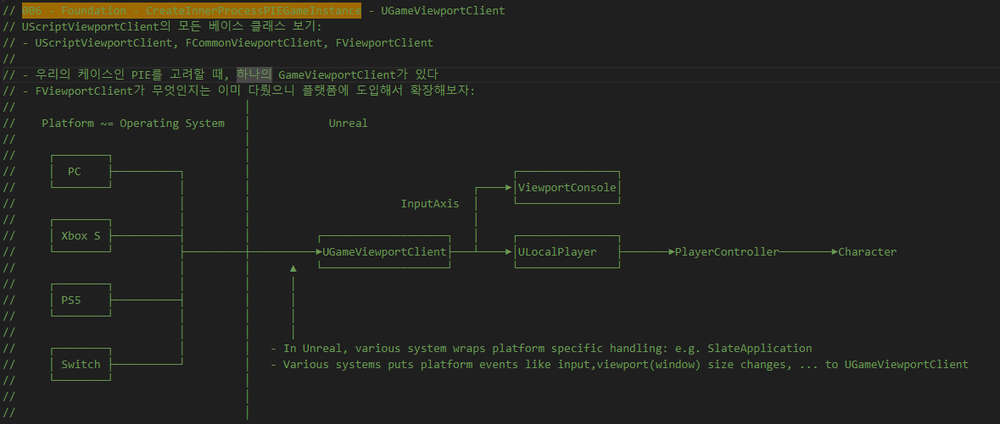 // 006 - Foundation - CreateInnerProcessPIEGameInstance - UGameViewportClient
// UScriptViewportClient의 모든 베이스 클래스 보기:
// - UScriptViewportClient, FCommonViewportClient, FViewportClient
//
// - 우리의 케이스인 PIE를 고려할 때, 하나의 GameViewportClient가 있다
// - FViewportClient가 무엇인지는 이미 다뤘으니 플랫폼에 도입해서 확장해보자:
//
// Platform ~= Operating System Unreal
//
//
// PC
// ViewportConsole
// InputAxis
//
// Xbox S
// UGameViewportClient ULocalPlayer PlayerController Character
//
//
// PS5
//
//
// - In Unreal, various system wraps platform specific handling: e.g. SlateApplication
// Switch - Various systems puts platform events like input,viewport(window) size changes, ... to UGameViewportClient
//
//
//